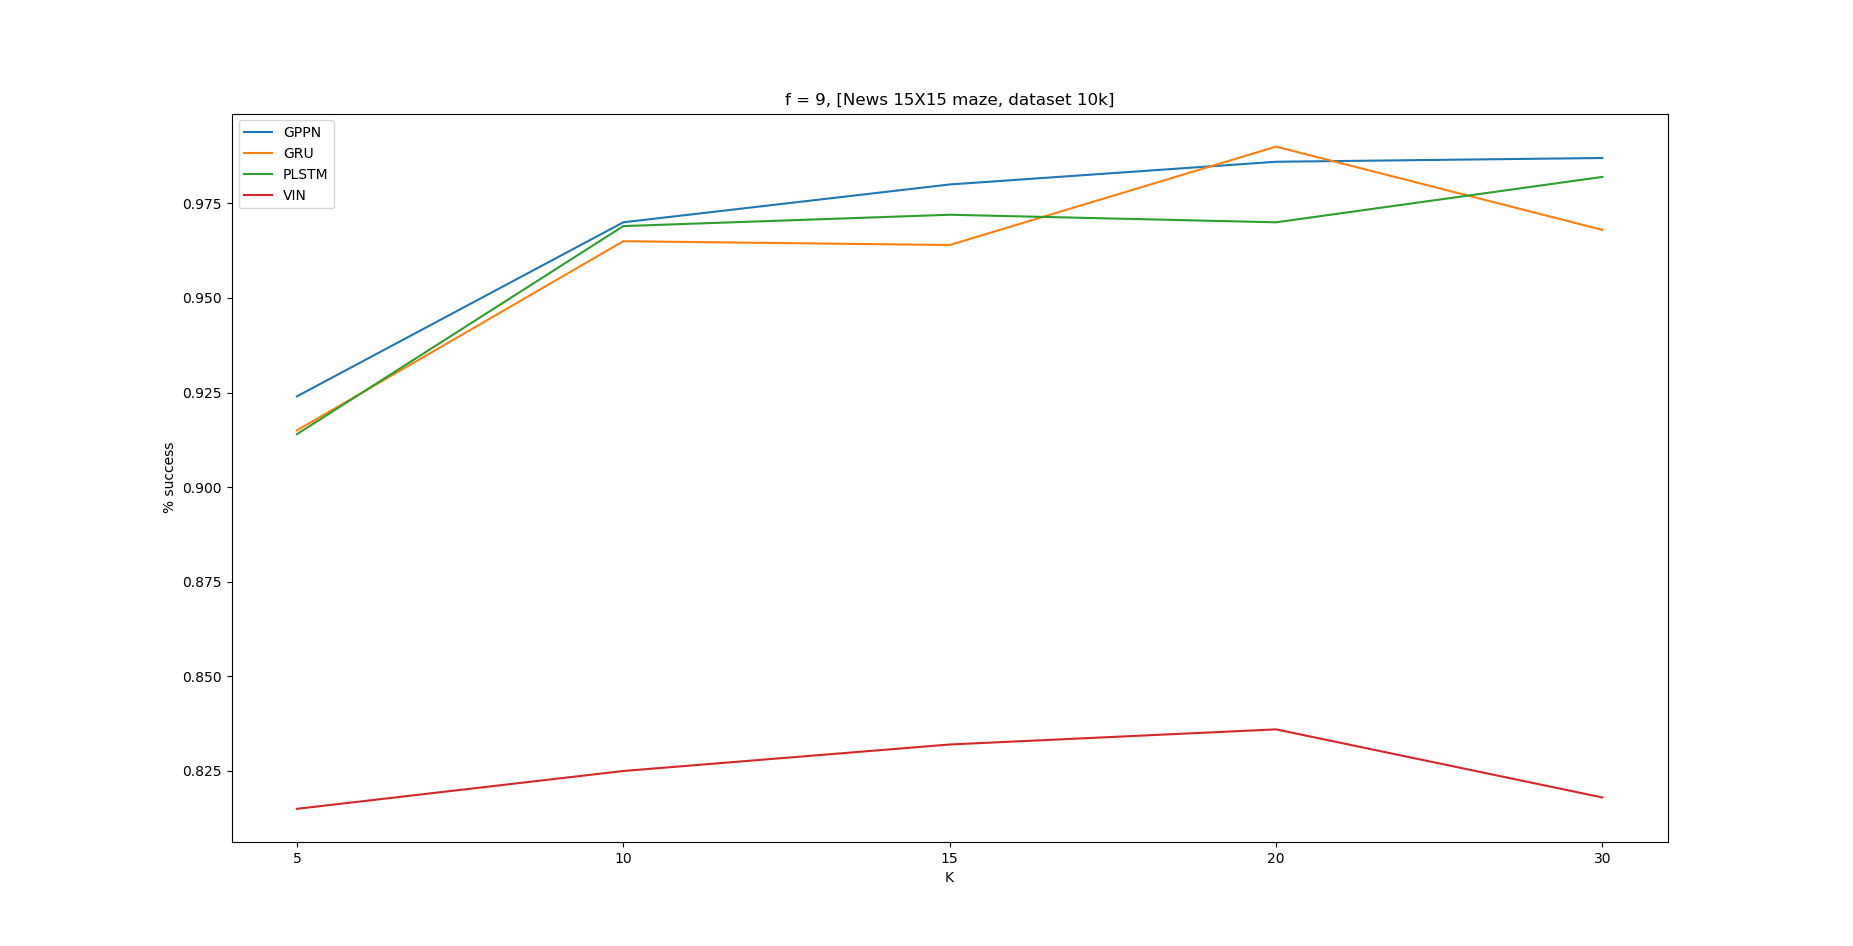 f = 9, [News 15X15 maze, dataset 10k]
GPPN
GRU
PLSTM
VIN
0.975
0.950
0.925
0.900
0.875
0.850
0.825
% success
5 10 15 20 30
K